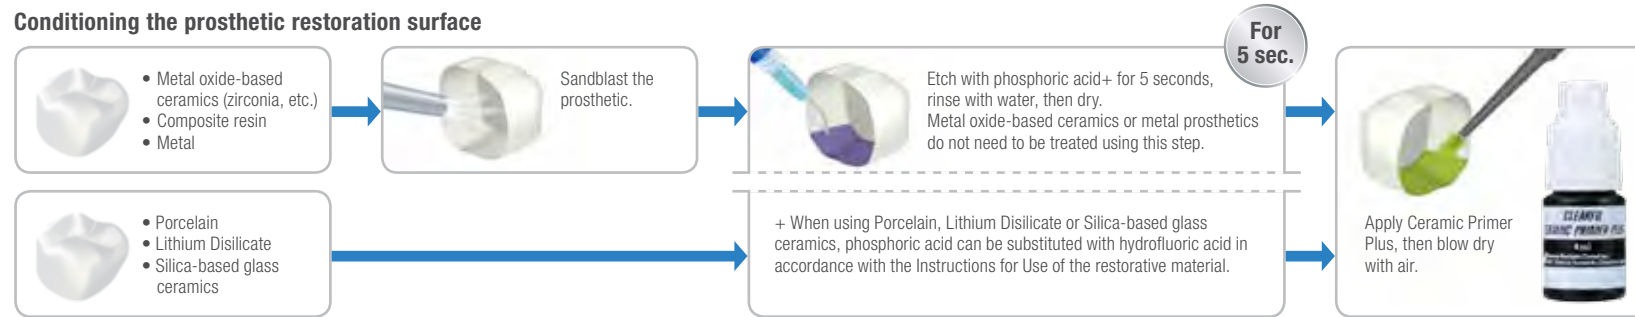 Conditioning the prosthetic restoration surface
• Metal oxide-based
ceramics (zirconia, etc.)
• Composite resin
• Metal
Sandblast the
prosthetic.
For
5 sec.
Etch with phosphoric acid+ for 5 seconds,
rinse with water, then dry.
Metal oxide-based ceramics or metal prosthetics
do not need to be treated using this step.
• Porcelain
• Lithium Disilicate
• Silica-based glass
ceramics
+ When using Porcelain, Lithium Disilicate or Silica-based glass
ceramics, phosphoric acid can be substituted with hydrofluoric acid in
accordance with the Instructions for Use of the restorative material.
Apply Ceramic Primer
Plus, then blow dry
with air.
PRIMER PLUS